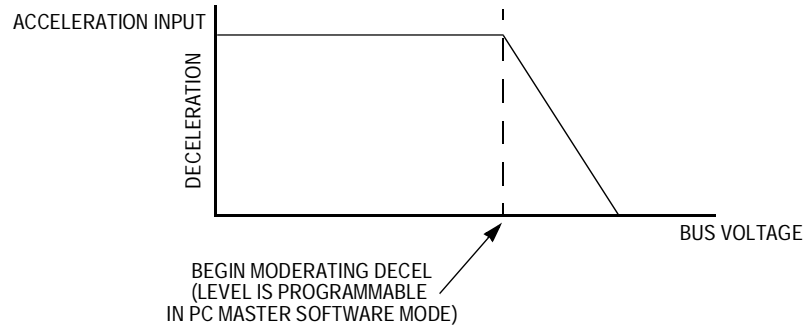 ACCELERATION INPUT
DECELERATION
BUS VOLTAGE
BEGIN MODERATING DECEL
(LEVEL IS PROGRAMMABLE
IN PC MASTER SOFTWARE MODE)